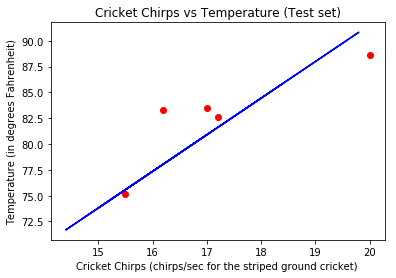 Cricket Chirps vs Temperature (Test set)
Temperature (in degrees Fahrenheit)
90.0
87.5
85.0
82.5
80.0
77.5
75.0
72.5
15 16 17 18 19 20
Cricket Chirps (chirps/sec for the striped ground cricket)